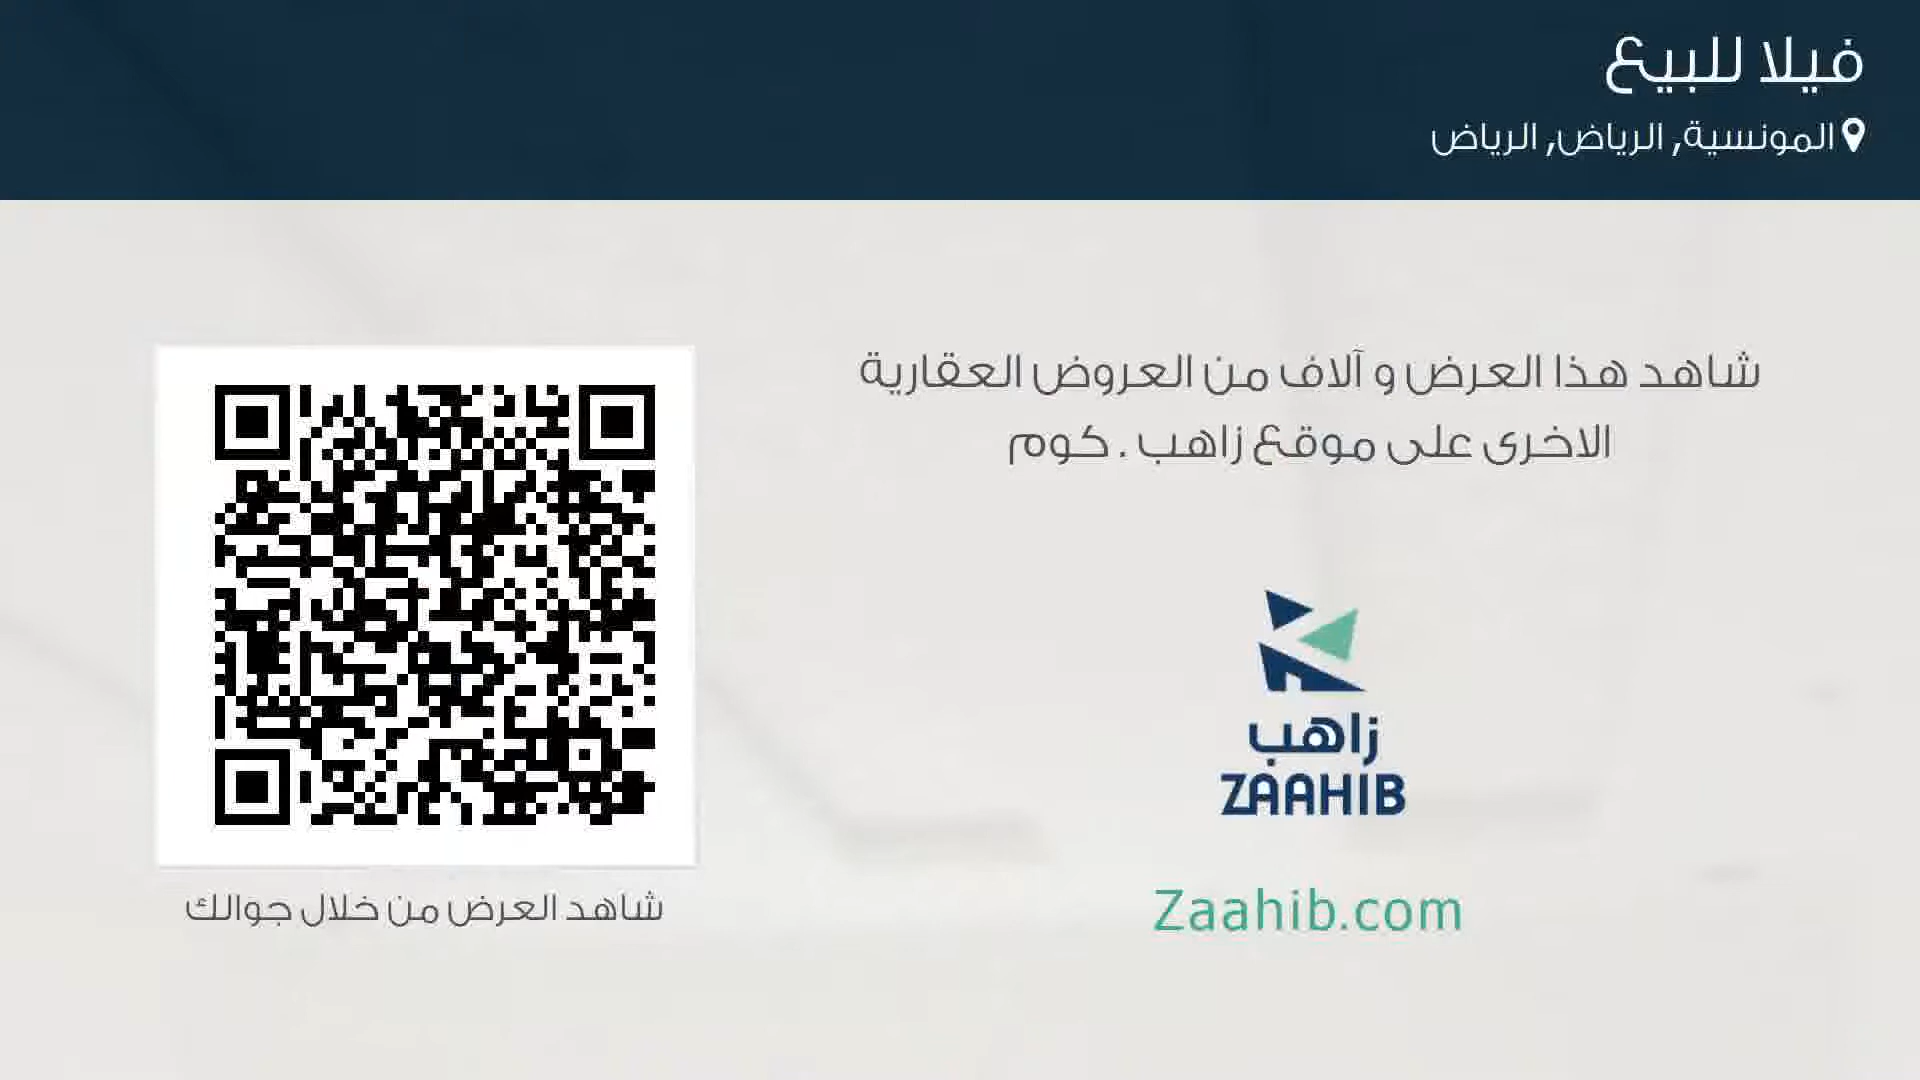 فيلا للبيع
المونسية, الرياض, الرياض
شاهد هذا العرض و آلاف من العروض العقارية
الاخرى على موقع زاهب . كوم
زاهب
ZAAHIB
Zaahib.com
شاهد العرض من خلال جوالك